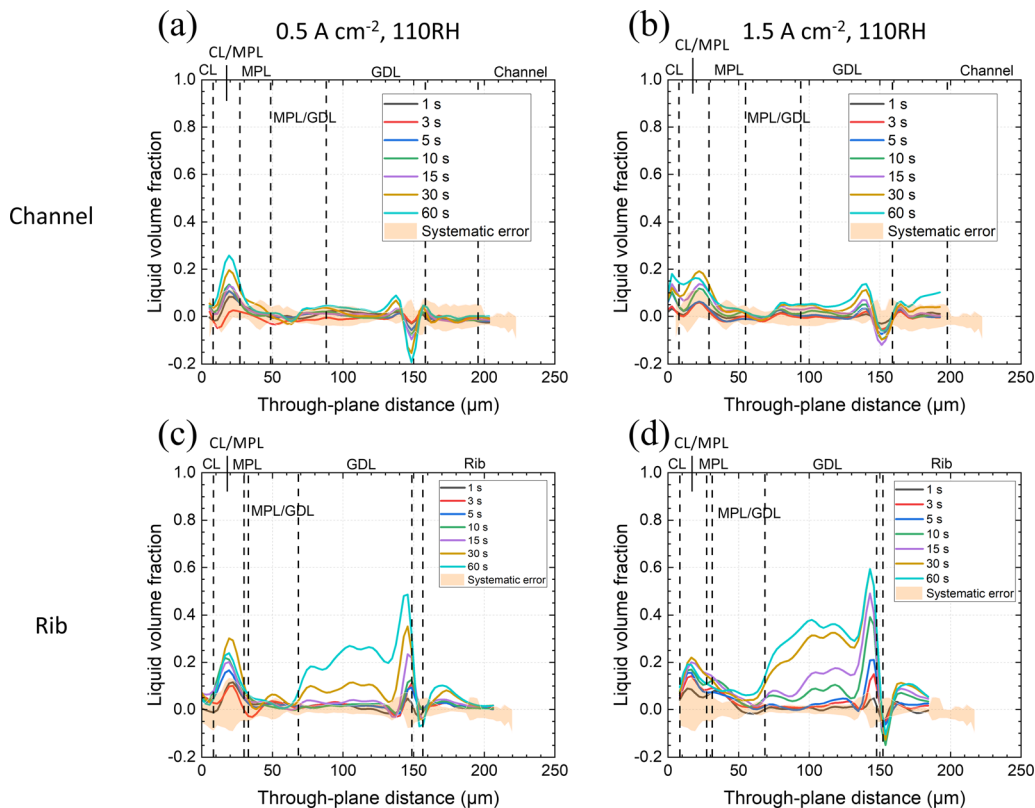 (a) 0.5 A cm⁻², 110RH
(b) 1.5 A cm⁻², 110RH
Channel
CL/MPL
CL MPL GDL Channel
MPL/GDL
1 s
3 s
5 s
10 s
15 s
30 s
60 s
Systematic error
Liquid volume fraction
1.0
0.8
0.6
0.4
0.2
0.0
-0.2
0 50 100 150 200 250
Through-plane distance (µm)
CL/MPL
CL MPL GDL Channel
MPL/GDL
1 s
3 s
5 s
10 s
15 s
30 s
60 s
Systematic error
Liquid volume fraction
1.0
0.8
0.6
0.4
0.2
0.0
-0.2
0 50 100 150 200 250
Through-plane distance (µm)
Rib
(c)
CL/MPL
CL MPL GDL Rib
MPL/GDL
1 s
3 s
5 s
10 s
15 s
30 s
60 s
Systematic error
Liquid volume fraction
1.0
0.8
0.6
0.4
0.2
0.0
-0.2
0 50 100 150 200 250
Through-plane distance (µm)
(d)
CL/MPL
CL MPL GDL Rib
MPL/GDL
1 s
3 s
5 s
10 s
15 s
30 s
60 s
Systematic error
Liquid volume fraction
1.0
0.8
0.6
0.4
0.2
0.0
-0.2
0 50 100 150 200 250
Through-plane distance (µm)